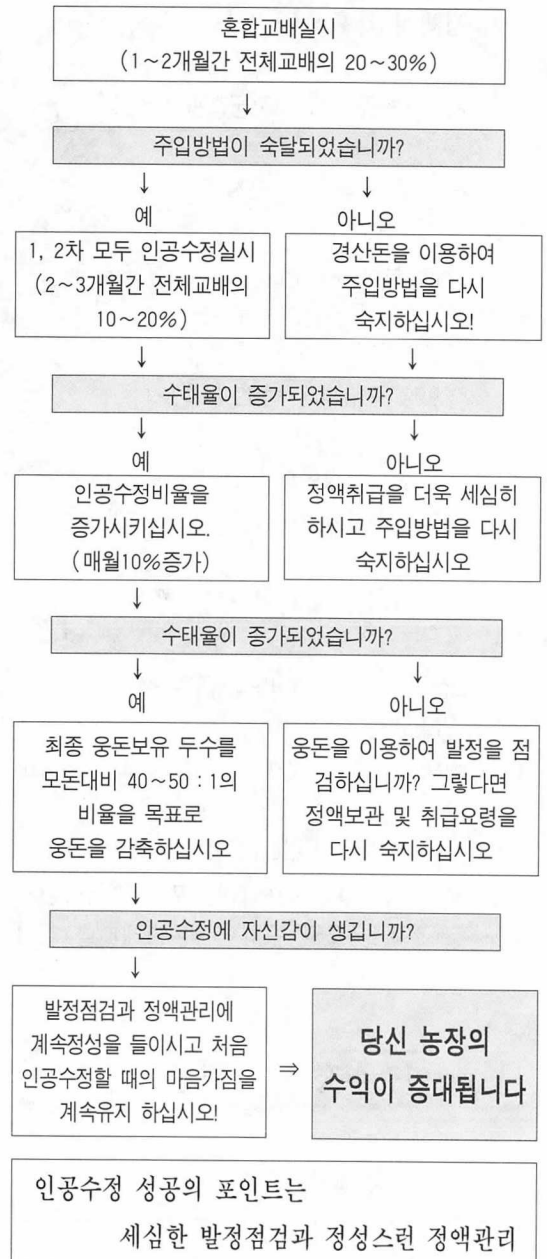 혼합교배실시
(1~2개월간 전체교배의 20~30%)
↓
주입방법이 숙달되었습니까?
↓ ↓
예 아니오
1, 2차 모두 인공수정실시
(2~3개월간 전체교배의
10~20%)
경산돈을 이용하여
주입방법을 다시
숙지하십시오!
↓ ↓
수태율이 증가되었습니까?
↓ ↓
예 아니오
인공수정비율을
증가시키십시오.
(매월10%증가)
정액취급을 더욱 세심히
하시고 주입방법을 다시
숙지하십시오
↓
수태율이 증가되었습니까?
↓ ↓
예 아니오
최종 웅돈보유 두수를
모돈대비 40~50 : 1의
비율을 목표로
웅돈을 감축하십시오
웅돈을 이용하여 발정을 점
검하십니까? 그렇다면
정액보관 및 취급요령을
다시 숙지하십시오
↓
인공수정에 자신감이 생깁니까?
↓
발정점검과 정액관리에
계속정성을 들이시고 처음
인공수정할 때의 마음가짐을
계속유지 하십시오!
⇒
당신 농장의
수익이 증대됩니다
인공수정 성공의 포인트는
세심한 발정점검과 정성스런 정액관리